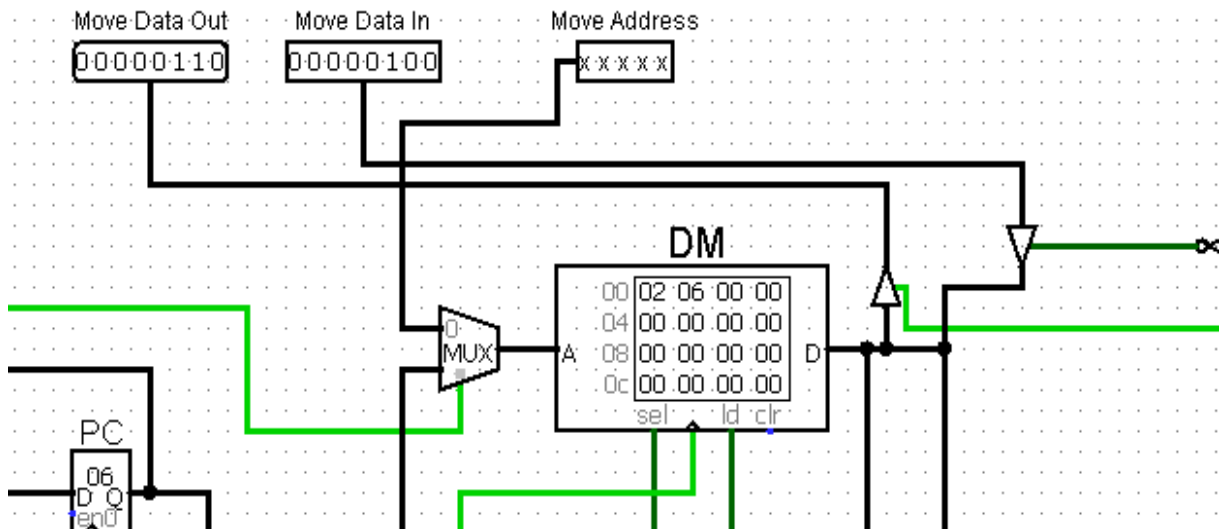 Move Data Out Move Data In Move Address
00000110 00000100 xxxxx
DM
00 02 06 00 00
04 00 00 00 00
0
MUX A 08 00 00 00 00 D
0c 00 00 00 00
sel ld clr
PC
06
D Q
en0